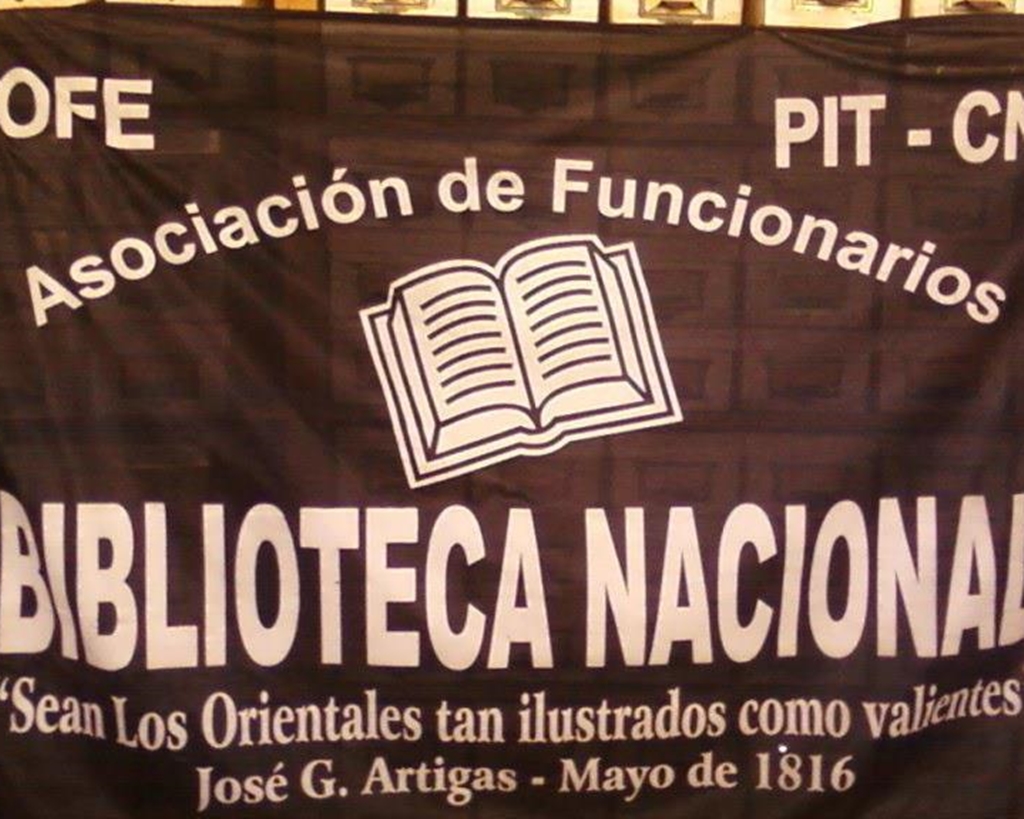 OFE
PIT - CN
Asociación de Funcionarios
BIBLIOTECA NACIONAL
"Sean Los Orientales tan ilustrados como valientes"
José G. Artigas - Mayo de 1816